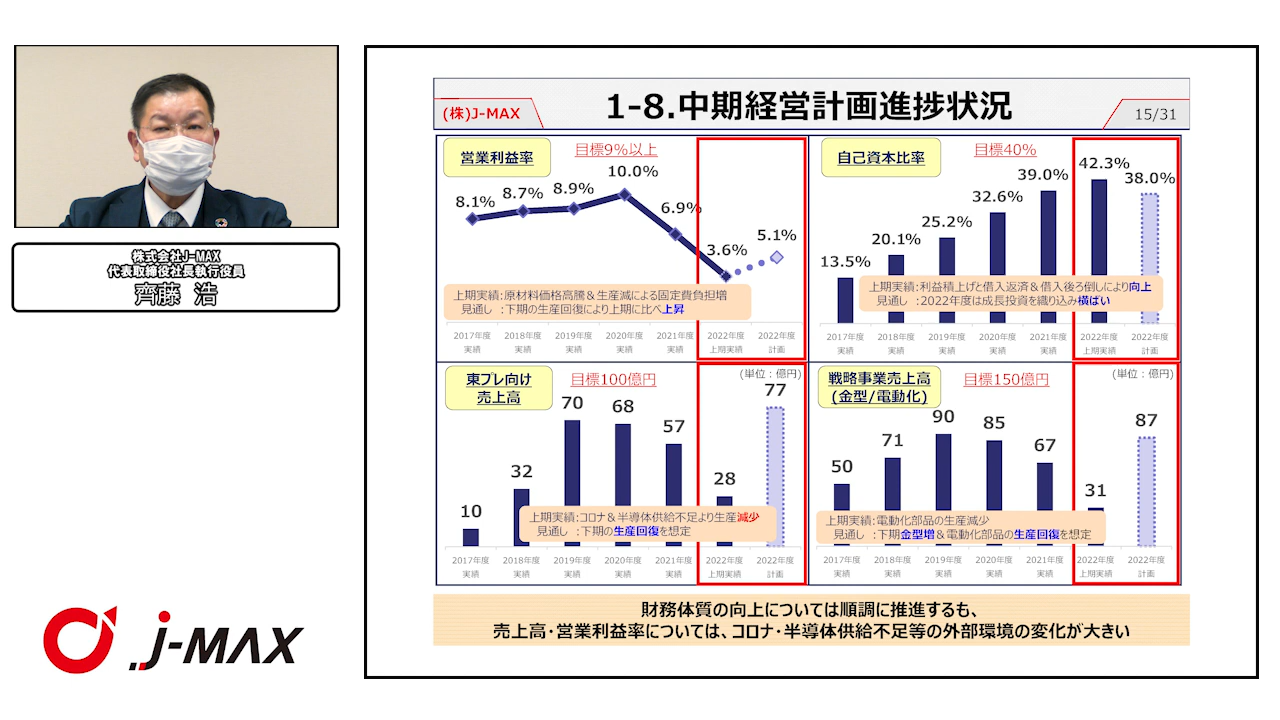 株式会社J-MAX
代表取締役社長執行役員
齊藤 浩
J-MAX
(株)J-MAX
1-8.中期経営計画進捗状況
15/31
営業利益率
目標9%以上
8.1%
8.7%
8.9%
10.0%
6.9%
3.6%
5.1%
上期実績:原材料価格高騰&生産減による固定費負担増
見通し :下期の生産回復により上期に比べ上昇
2017年度 2018年度 2019年度 2020年度 2021年度 2022年度 2022年度
実績 実績 実績 実績 実績 上期実績 計画
自己資本比率
目標40%
13.5%
20.1%
25.2%
32.6%
39.0%
42.3%
38.0%
上期実績:利益積上げと借入返済&借入後ろ倒しにより向上
見通し :2022年度は成長投資を織り込み横ばい
2017年度 2018年度 2019年度 2020年度 2021年度 2022年度 2022年度
実績 実績 実績 実績 実績 上期実績 計画
東プレ向け
売上高
目標100億円
(単位:億円)
10
32
70
68
57
28
77
上期実績:コロナ&半導体供給不足より生産減少
見通し :下期の生産回復を想定
2017年度 2018年度 2019年度 2020年度 2021年度 2022年度 2022年度
実績 実績 実績 実績 実績 上期実績 計画
戦略事業売上高
(金型/電動化)
目標150億円
(単位:億円)
50
71
90
85
67
31
87
上期実績:電動化部品の生産減少
見通し :下期金型増&電動化部品の生産回復を想定
2017年度 2018年度 2019年度 2020年度 2021年度 2022年度 2022年度
実績 実績 実績 実績 実績 上期実績 計画
財務体質の向上については順調に推進するも、
売上高・営業利益率については、コロナ・半導体供給不足等の外部環境の変化が大きい